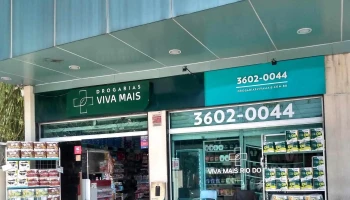 DROGARIAS
VIVA MAIS
3602-0044
3602-0044
VIVA MAIS RIO DO